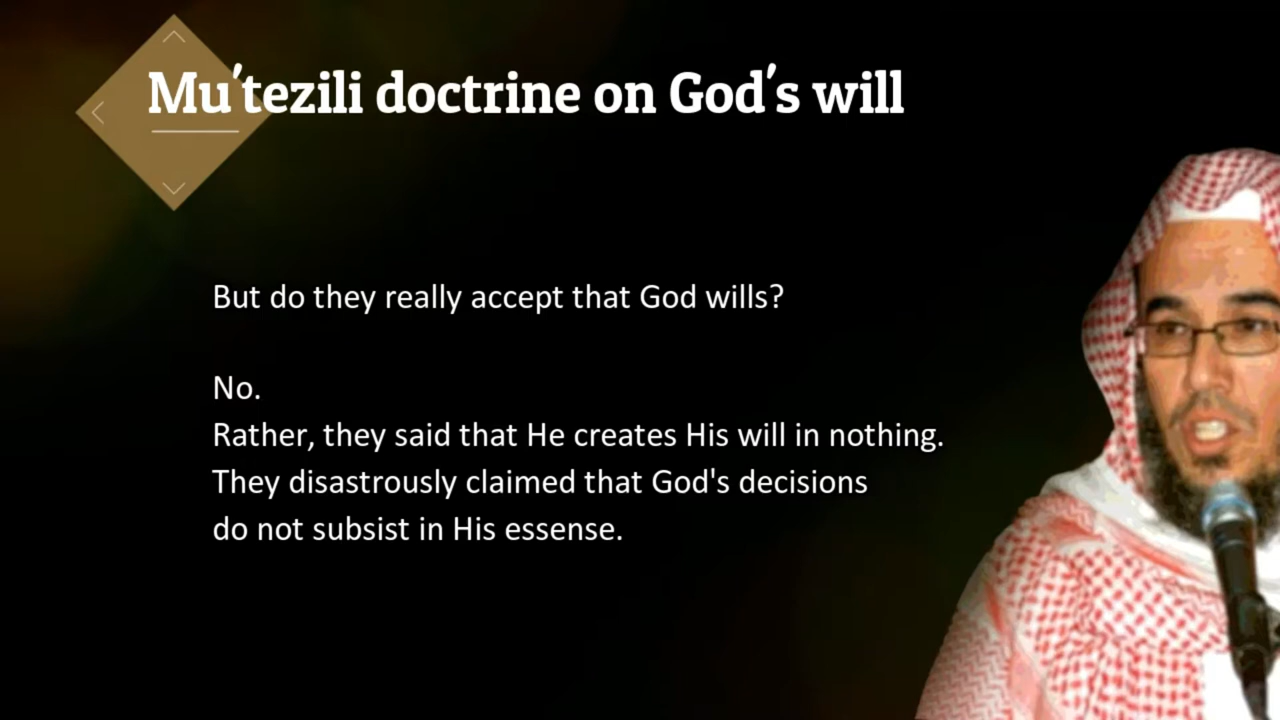 Mu'tezili doctrine on God's will
But do they really accept that God wills?
No.
Rather, they said that He creates His will in nothing.
They disastrously claimed that God's decisions
do not subsist in His essense.